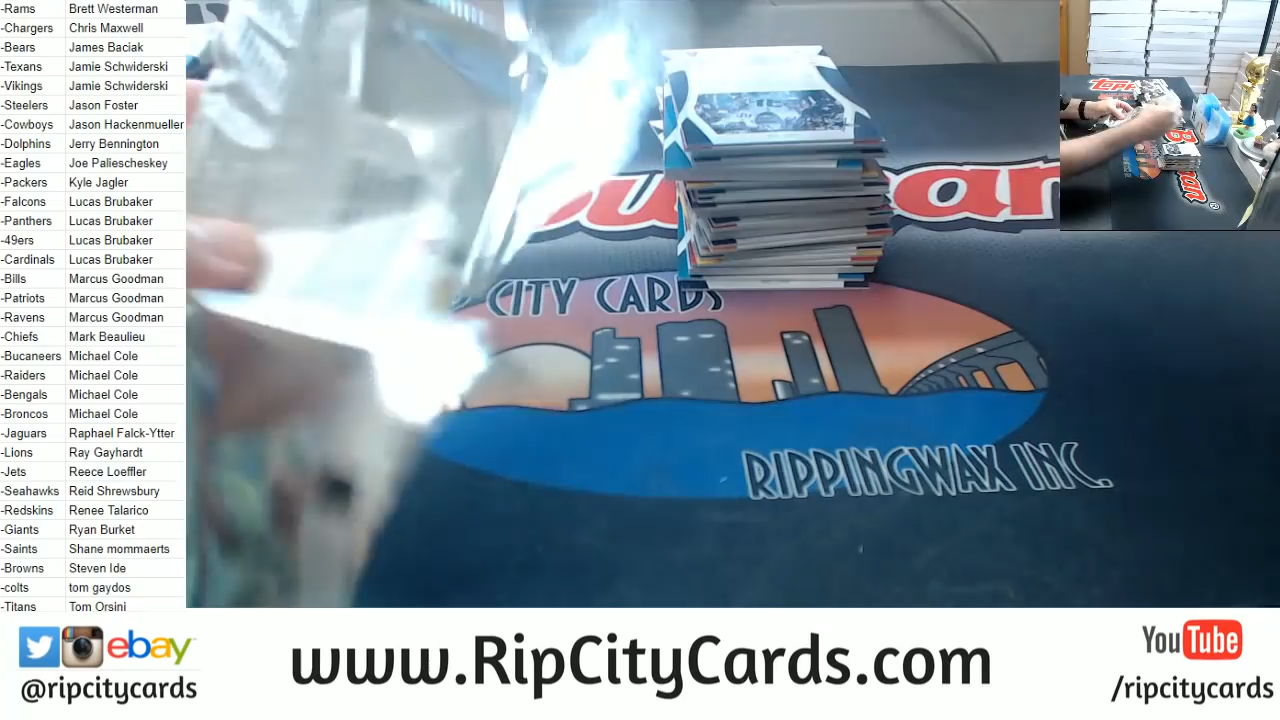 -Rams Brett Westerman
-Chargers Chris Maxwell
-Bears James Baciak
-Texans Jamie Schwiderski
-Vikings Jamie Schwiderski
-Steelers Jason Foster
-Cowboys Jason Hackenmueller
-Dolphins Jerry Bennington
-Eagles Joe Paliescheskey
-Packers Kyle Jagler
-Falcons Lucas Brubaker
-Panthers Lucas Brubaker
-49ers Lucas Brubaker
-Cardinals Lucas Brubaker
-Bills Marcus Goodman
-Patriots Marcus Goodman
-Ravens Marcus Goodman
-Chiefs Mark Beaulieu
-Bucaneers Michael Cole
-Raiders Michael Cole
-Bengals Michael Cole
-Broncos Michael Cole
-Jaguars Raphael Falck-Ytter
-Lions Ray Gayhardt
-Jets Reece Loeffler
-Seahawks Reid Shrewsbury
-Redskins Renee Talarico
-Giants Ryan Burket
-Saints Shane mommaerts
-Browns Steven Ide
-colts tom gaydos
-Titans Tom Orsini
P CITY CARDS
RIPPINGWAX INC.
ebay
@ripcitycards
www.RipCityCards.com
YouTube
/ripcitycards